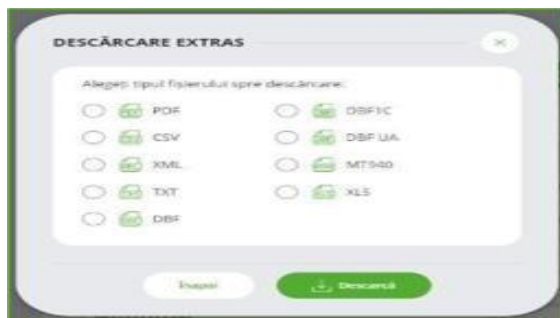 DESCĂRCARE EXTRAS
Alegeți tipul fișierului spre descărcare:
PDF
CSV
XML
TXT
DBF
DBF1C
DBF UA
MT940
XLS
Înapoi
Descarcă